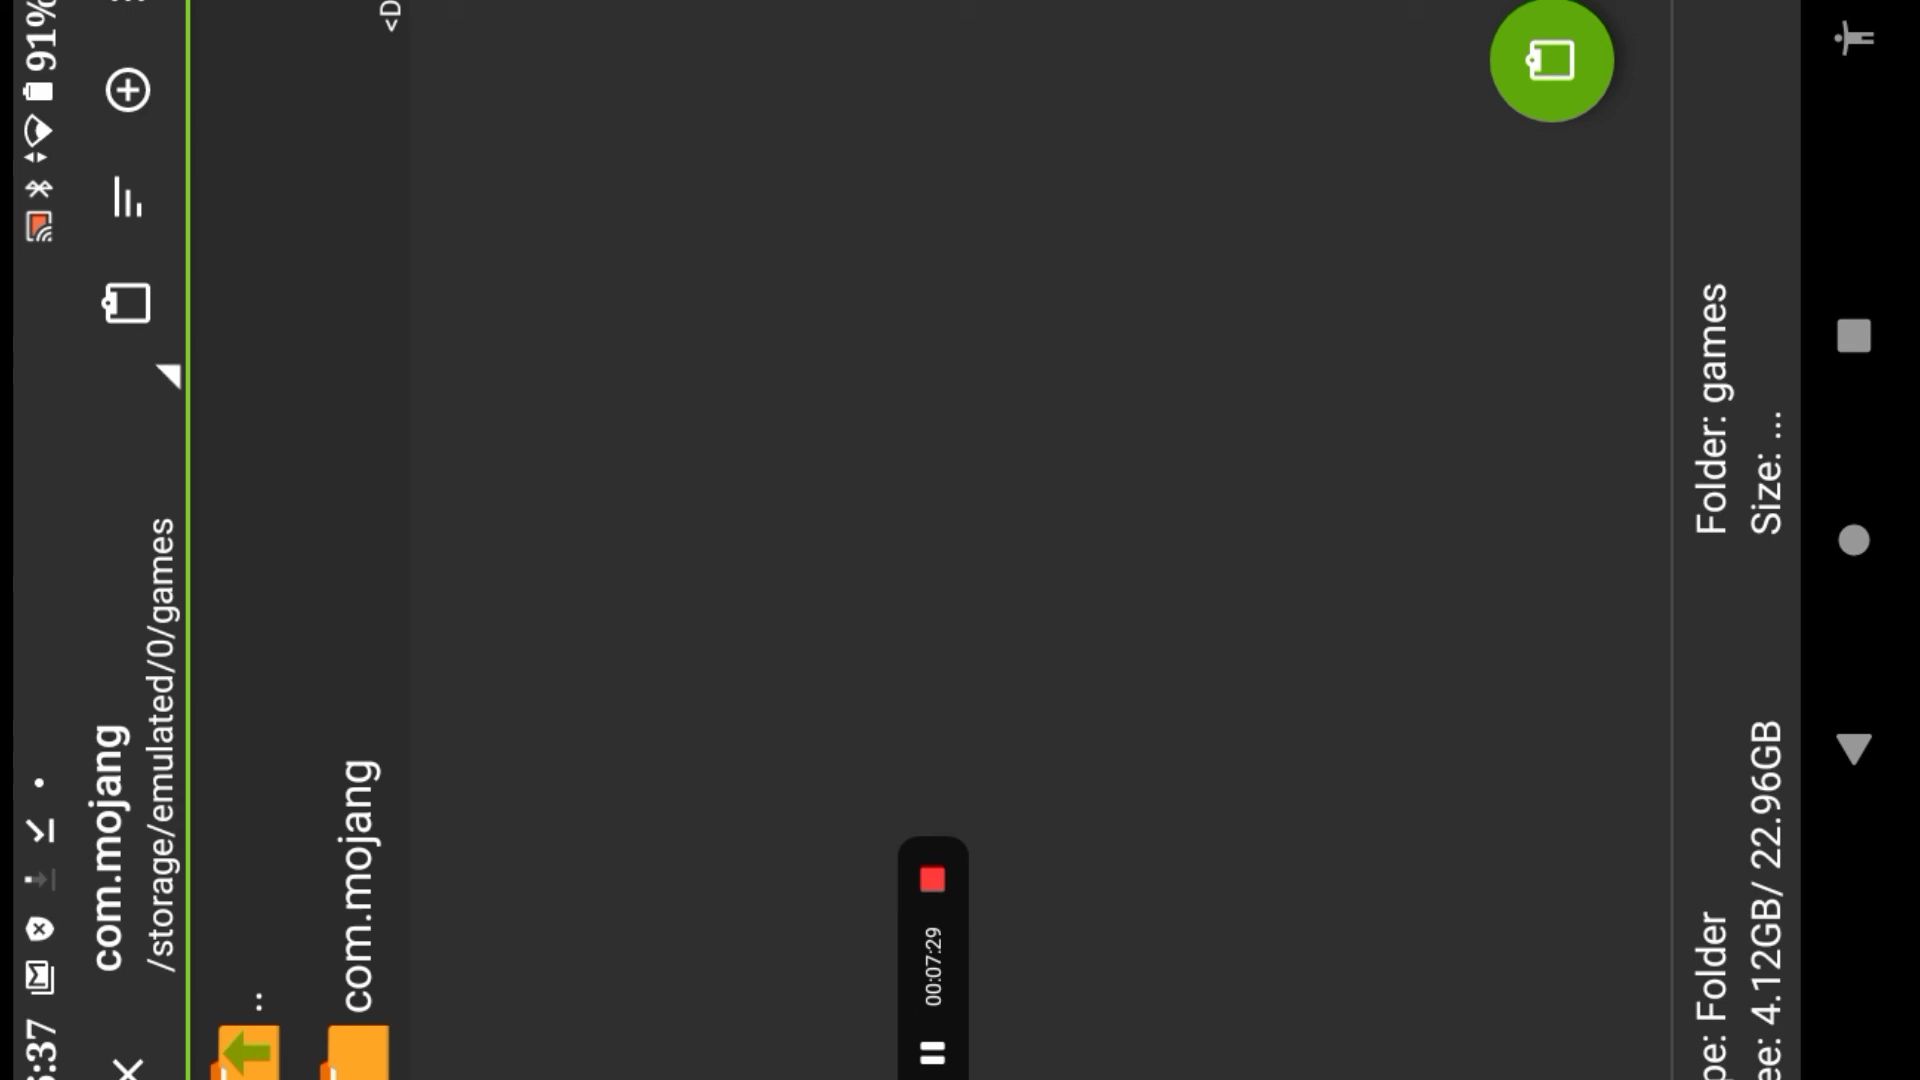 :37
91%
com.mojang
/storage/emulated/0/games
..
com.mojang
<D
00:07:29
pe: Folder
Folder: games
ee: 4.12GB/ 22.96GB
Size: ...